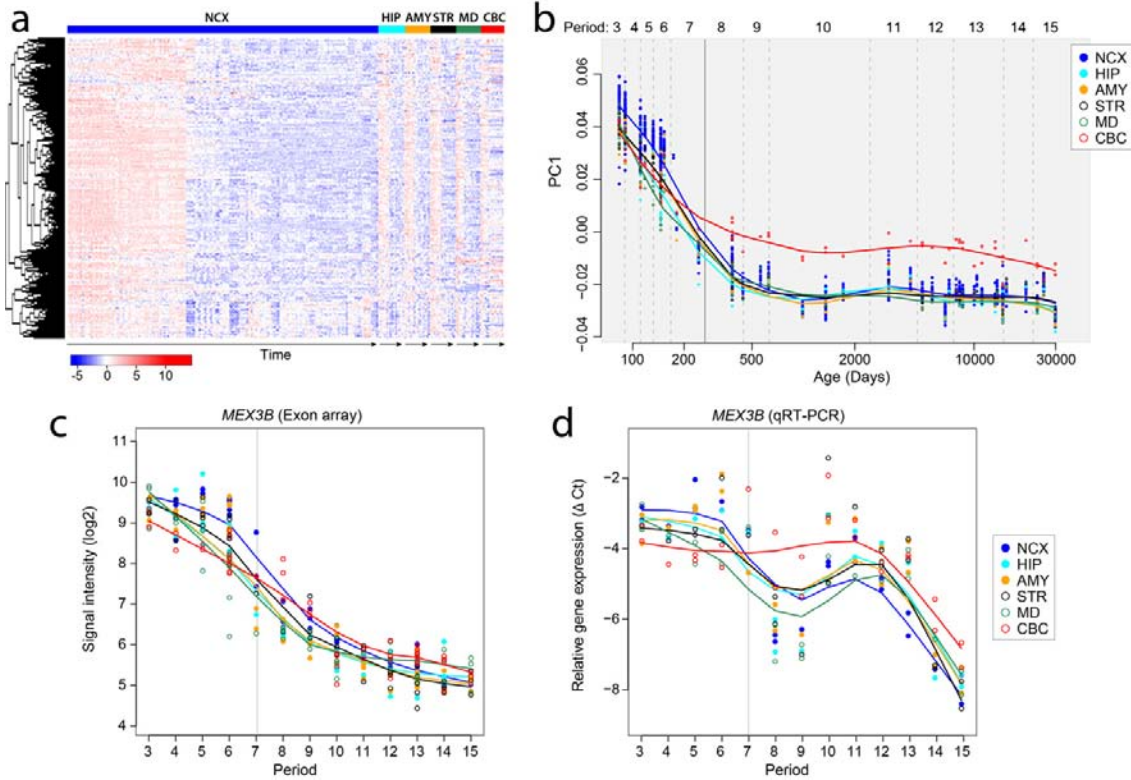 a
NCX HIP AMY STR MD CBC
Time
-5 0 5 10
b
Period: 3 4 5 6 7 8 9 10 11 12 13 14 15
0.06
0.04
0.02
0.00
−0.02
−0.04
PC1
100 200 500 2000 10000 30000
Age (Days)
NCX
HIP
AMY
STR
MD
CBC
c
MEX3B (Exon array)
11
10
9
8
7
6
5
4
Signal intensity (log2)
3 4 5 6 7 8 9 10 11 12 13 14 15
Period
d
MEX3B (qRT-PCR)
−2
−4
−6
−8
Relative gene expression (Δ Ct)
3 4 5 6 7 8 9 10 11 12 13 14 15
Period
NCX
HIP
AMY
STR
MD
CBC